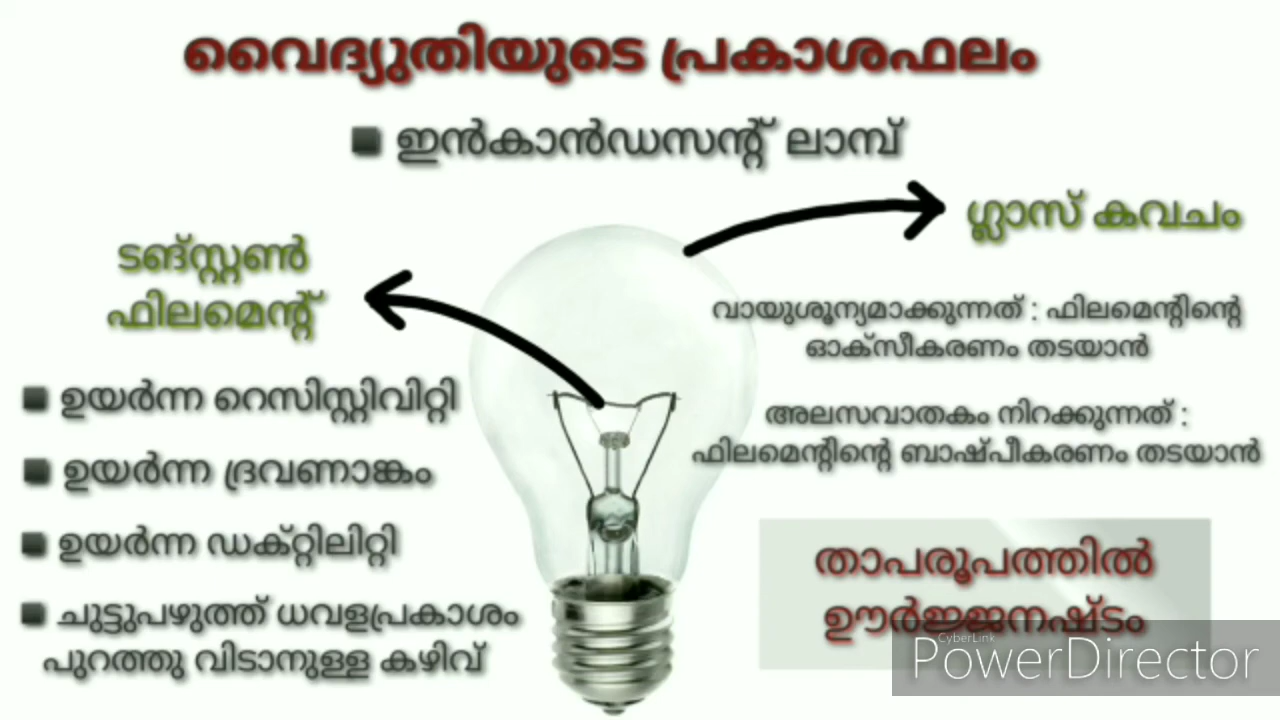 വൈദ്യുതിയുടെ പ്രകാശഫലം
▪ ഇൻകാൻഡസന്റ് ലാമ്പ്
ഗ്ലാസ് കവചം
ടങ്സ്റ്റൺ
ഫിലമെന്റ്
▪ ഉയർന്ന റെസിസ്റ്റിവിറ്റി
▪ ഉയർന്ന ദ്രവണാങ്കം
▪ ഉയർന്ന ഡക്റ്റിലിറ്റി
▪ ചുട്ടുപഴുത്ത് ധവളപ്രകാശം
പുറത്തു വിടാനുള്ള കഴിവ്
വായുശൂന്യമാക്കുന്നത് : ഫിലമെന്റിന്റെ
ഓക്സീകരണം തടയാൻ
അലസവാതകം നിറക്കുന്നത് :
ഫിലമെന്റിന്റെ ബാഷ്പീകരണം തടയാൻ
താപരൂപത്തിൽ
ഊർജ്ജനഷ്ടം
CyberLink
PowerDirector